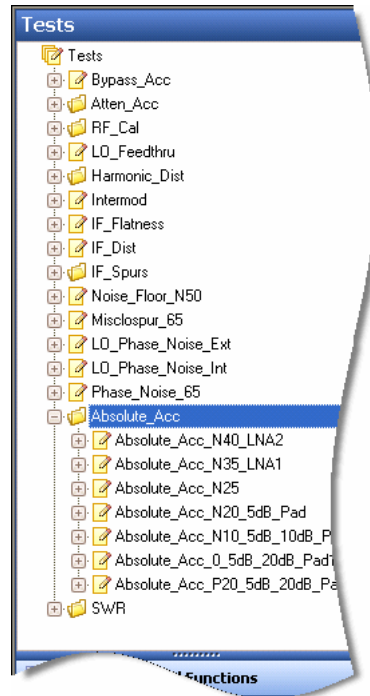 Tests
Tests
Bypass_Acc
Atten_Acc
RF_Cal
LO_Feedthru
Harmonic_Dist
Intermod
IF_Flatness
IF_Dist
IF_Spurs
Noise_Floor_N50
Misclospur_65
LO_Phase_Noise_Ext
LO_Phase_Noise_Int
Phase_Noise_65
Absolute_Acc
Absolute_Acc_N40_LNA2
Absolute_Acc_N35_LNA1
Absolute_Acc_N25
Absolute_Acc_N20_5dB_Pad
Absolute_Acc_N10_5dB_10dB_P
Absolute_Acc_0_5dB_20dB_Pad
Absolute_Acc_P20_5dB_20dB_Pa
SWR
Functions